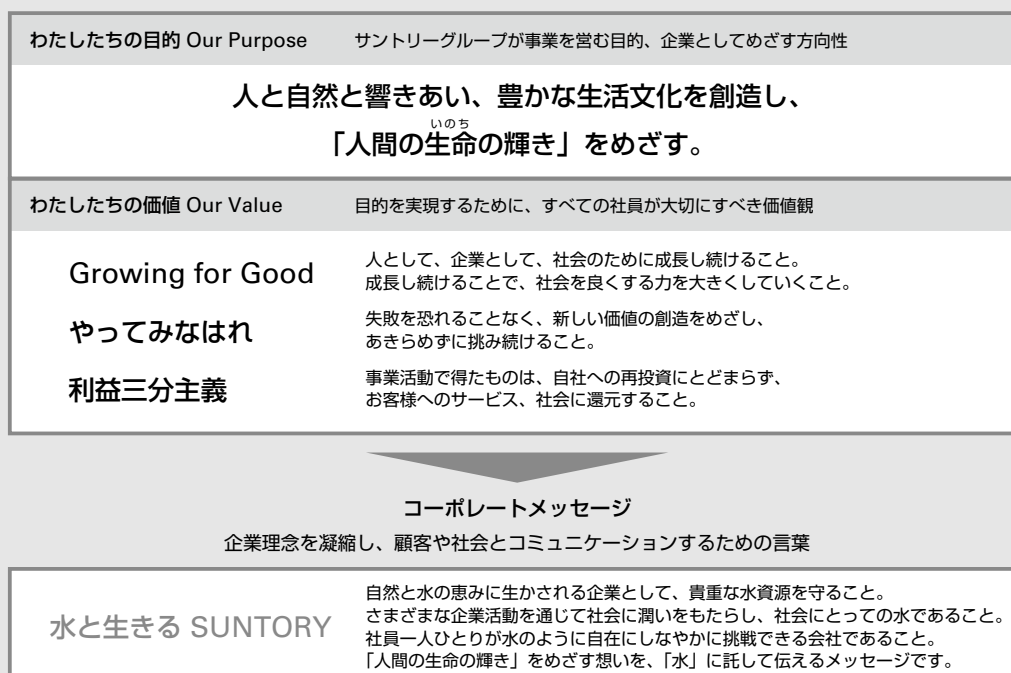 わたしたちの目的 Our Purpose サントリーグループが事業を営む目的、企業としてめざす方向性
人と自然と響きあい、豊かな生活文化を創造し、
いのち
「人間の生命の輝き」をめざす。
わたしたちの価値 Our Value 目的を実現するために、すべての社員が大切にすべき価値観
Growing for Good
人として、企業として、社会のために成長し続けること。
成長し続けることで、社会を良くする力を大きくしていくこと。
やってみなはれ
失敗を恐れることなく、新しい価値の創造をめざし、
あきらめずに挑み続けること。
利益三分主義
事業活動で得たものは、自社への再投資にとどまらず、
お客様へのサービス、社会に還元すること。
コーポレートメッセージ
企業理念を凝縮し、顧客や社会とコミュニケーションするための言葉
水と生きる SUNTORY
自然と水の恵みに生かされる企業として、貴重な水資源を守ること。
さまざまな企業活動を通じて社会に潤いをもたらし、社会にとっての水であること。
社員一人ひとりが水のように自在にしなやかに挑戦できる会社であること。
「人間の生命の輝き」をめざす想いを、「水」に託して伝えるメッセージです。